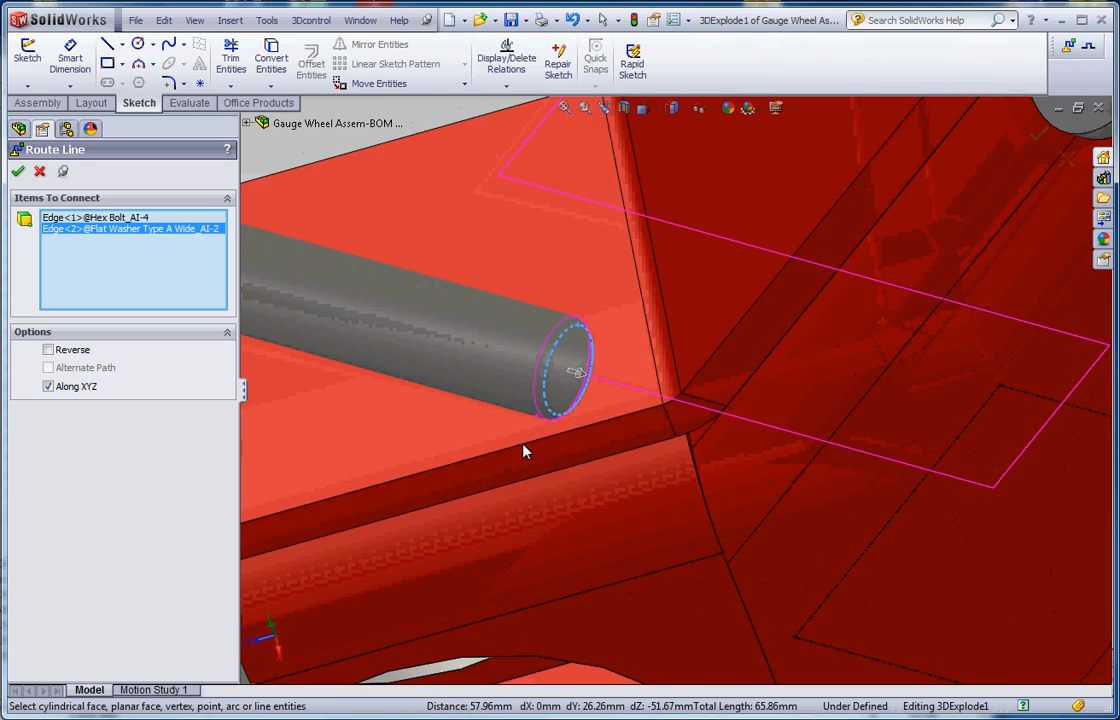 SolidWorks File Edit View Insert Tools 3Dcontrol Window Help 3DExplode1 of Gauge Wheel As... Search SolidWorks Help
Sketch Smart Dimension Trim Entities Convert Entities Offset Entities Mirror Entities Linear Sketch Pattern Move Entities Display/Delete Relations Repair Sketch Quick Snaps Rapid Sketch
Assembly Layout Sketch Evaluate Office Products
Gauge Wheel Assem-BOM ...
Route Line ?
Items To Connect
Edge<1>@Hex Bolt_AI-4
Edge<2>@Flat Washer Type A Wide_AI-2
Options
Reverse
Alternate Path
Along XYZ
Model Motion Study 1
Select cylindrical face, planar face, vertex, point, arc or line entities Distance: 57.96mm dX: 0mm dY: 26.26mm dZ: -51.67mm Total Length: 65.86mm Under Defined Editing 3DExplode1